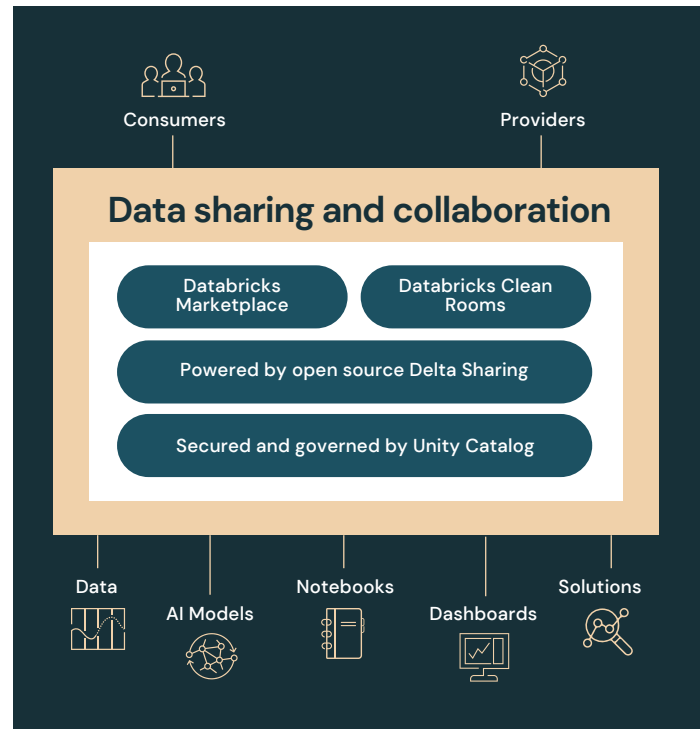 Consumers
Providers
Data sharing and collaboration
Databricks
Marketplace
Databricks Clean
Rooms
Powered by open source Delta Sharing
Secured and governed by Unity Catalog
Data
AI Models
Notebooks
Dashboards
Solutions